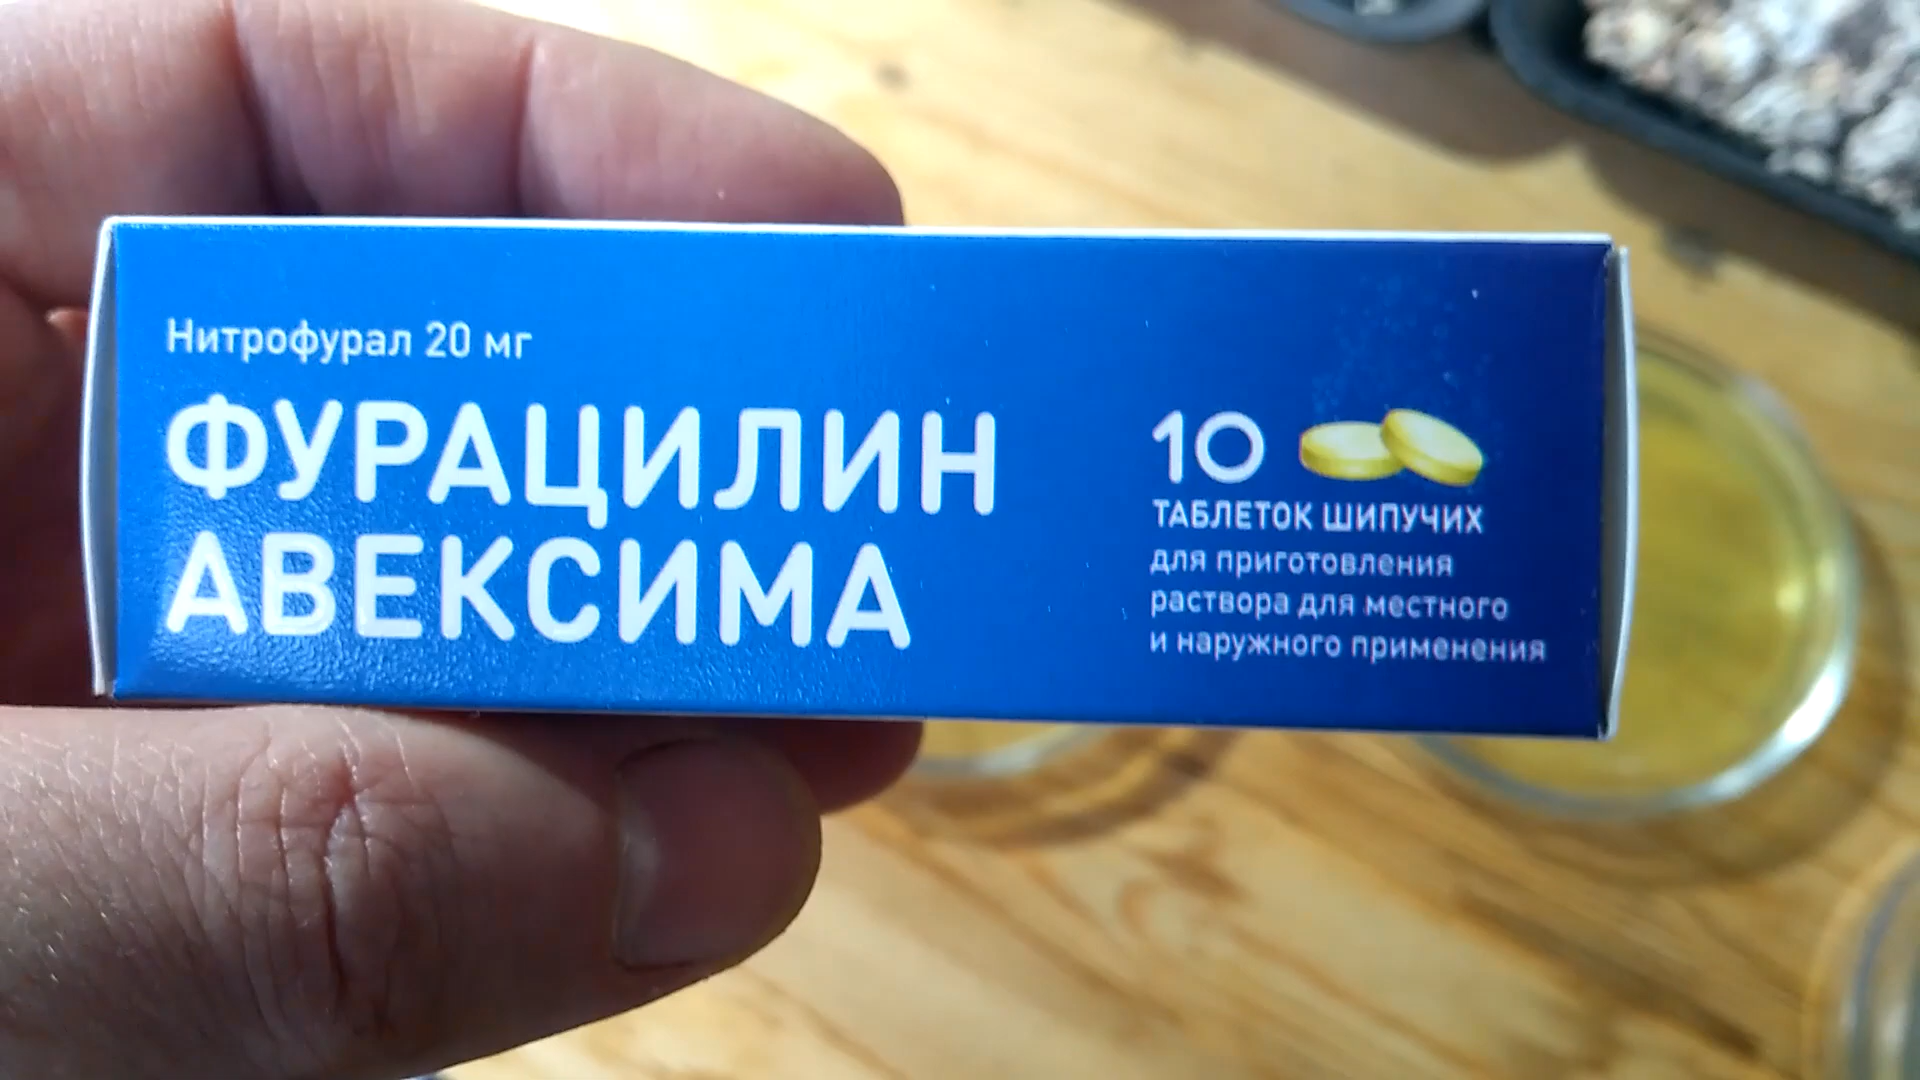 Нитрофурал 20 мг
ФУРАЦИЛИН
АВЕКСИМА
10
ТАБЛЕТОК ШИПУЧИХ
для приготовления
раствора для местного
и наружного применения